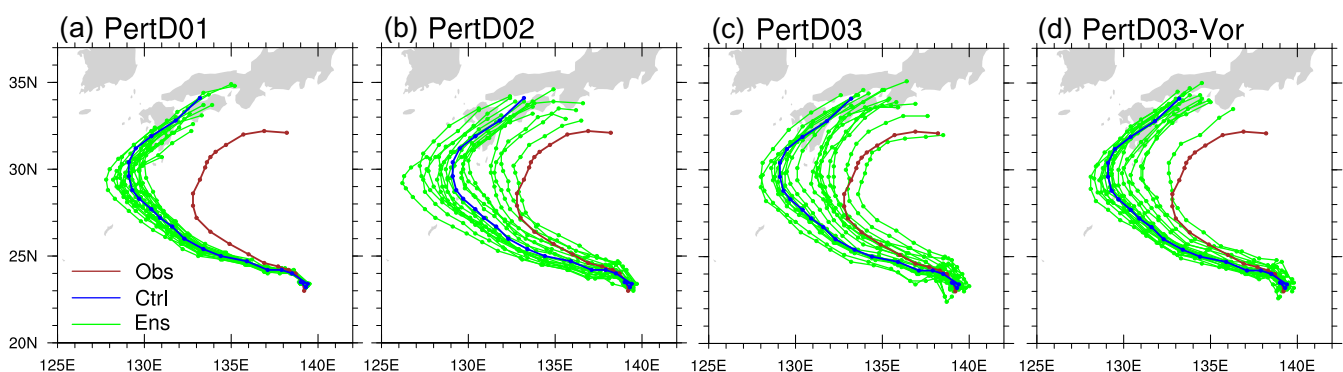 (a) PertD01 (b) PertD02 (c) PertD03 (d) PertD03-Vor
35N
30N
25N
20N
Obs
Ctrl
Ens
125E 130E 135E 140E 125E 130E 135E 140E 125E 130E 135E 140E 125E 130E 135E 140E